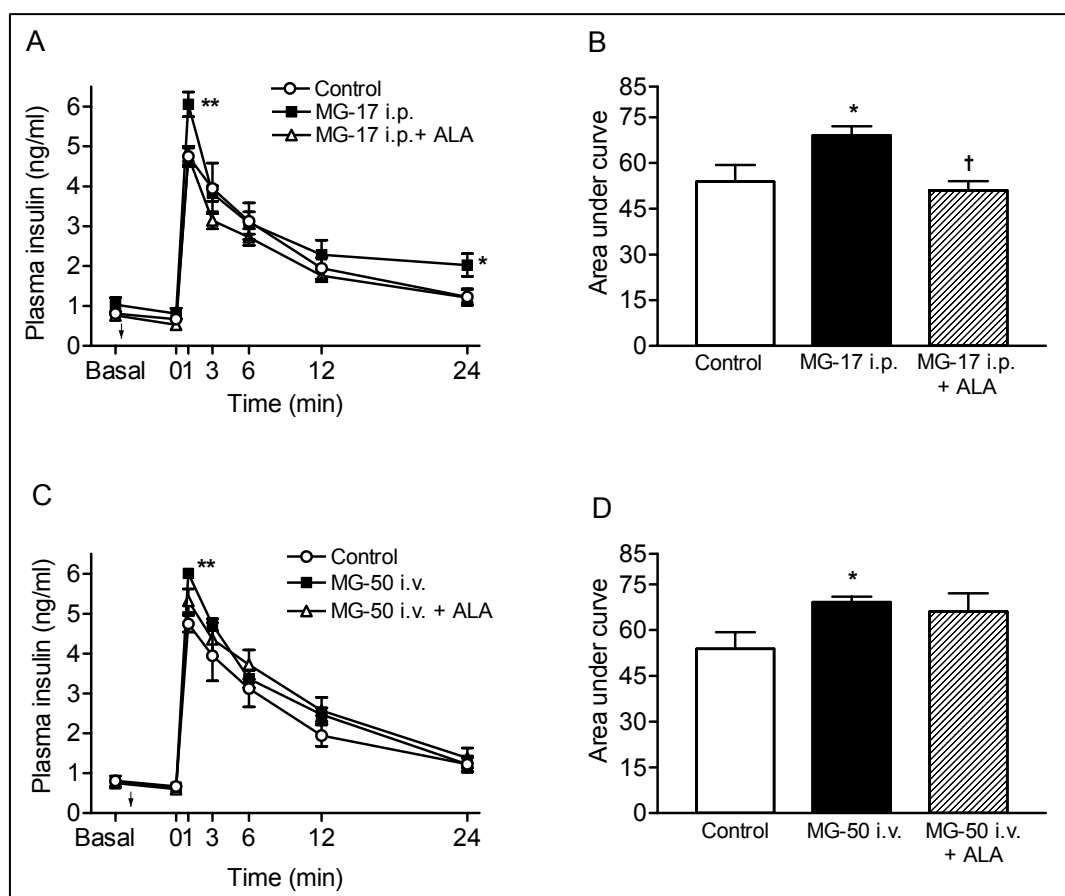 A
Control
MG-17 i.p.
MG-17 i.p.+ ALA
**
*
Plasma insulin (ng/ml)
6
5
4
3
2
1
0
Basal 0 1 3 6 12 24
Time (min)
B
Area under curve
85
75
60
45
30
15
0
*
†
Control MG-17 i.p. MG-17 i.p.
+ ALA
C
Control
MG-50 i.v.
MG-50 i.v. + ALA
**
Plasma insulin (ng/ml)
6
5
4
3
2
1
0
Basal 0 1 3 6 12 24
Time (min)
D
Area under curve
85
75
60
45
30
15
0
*
Control MG-50 i.v. MG-50 i.v.
+ ALA